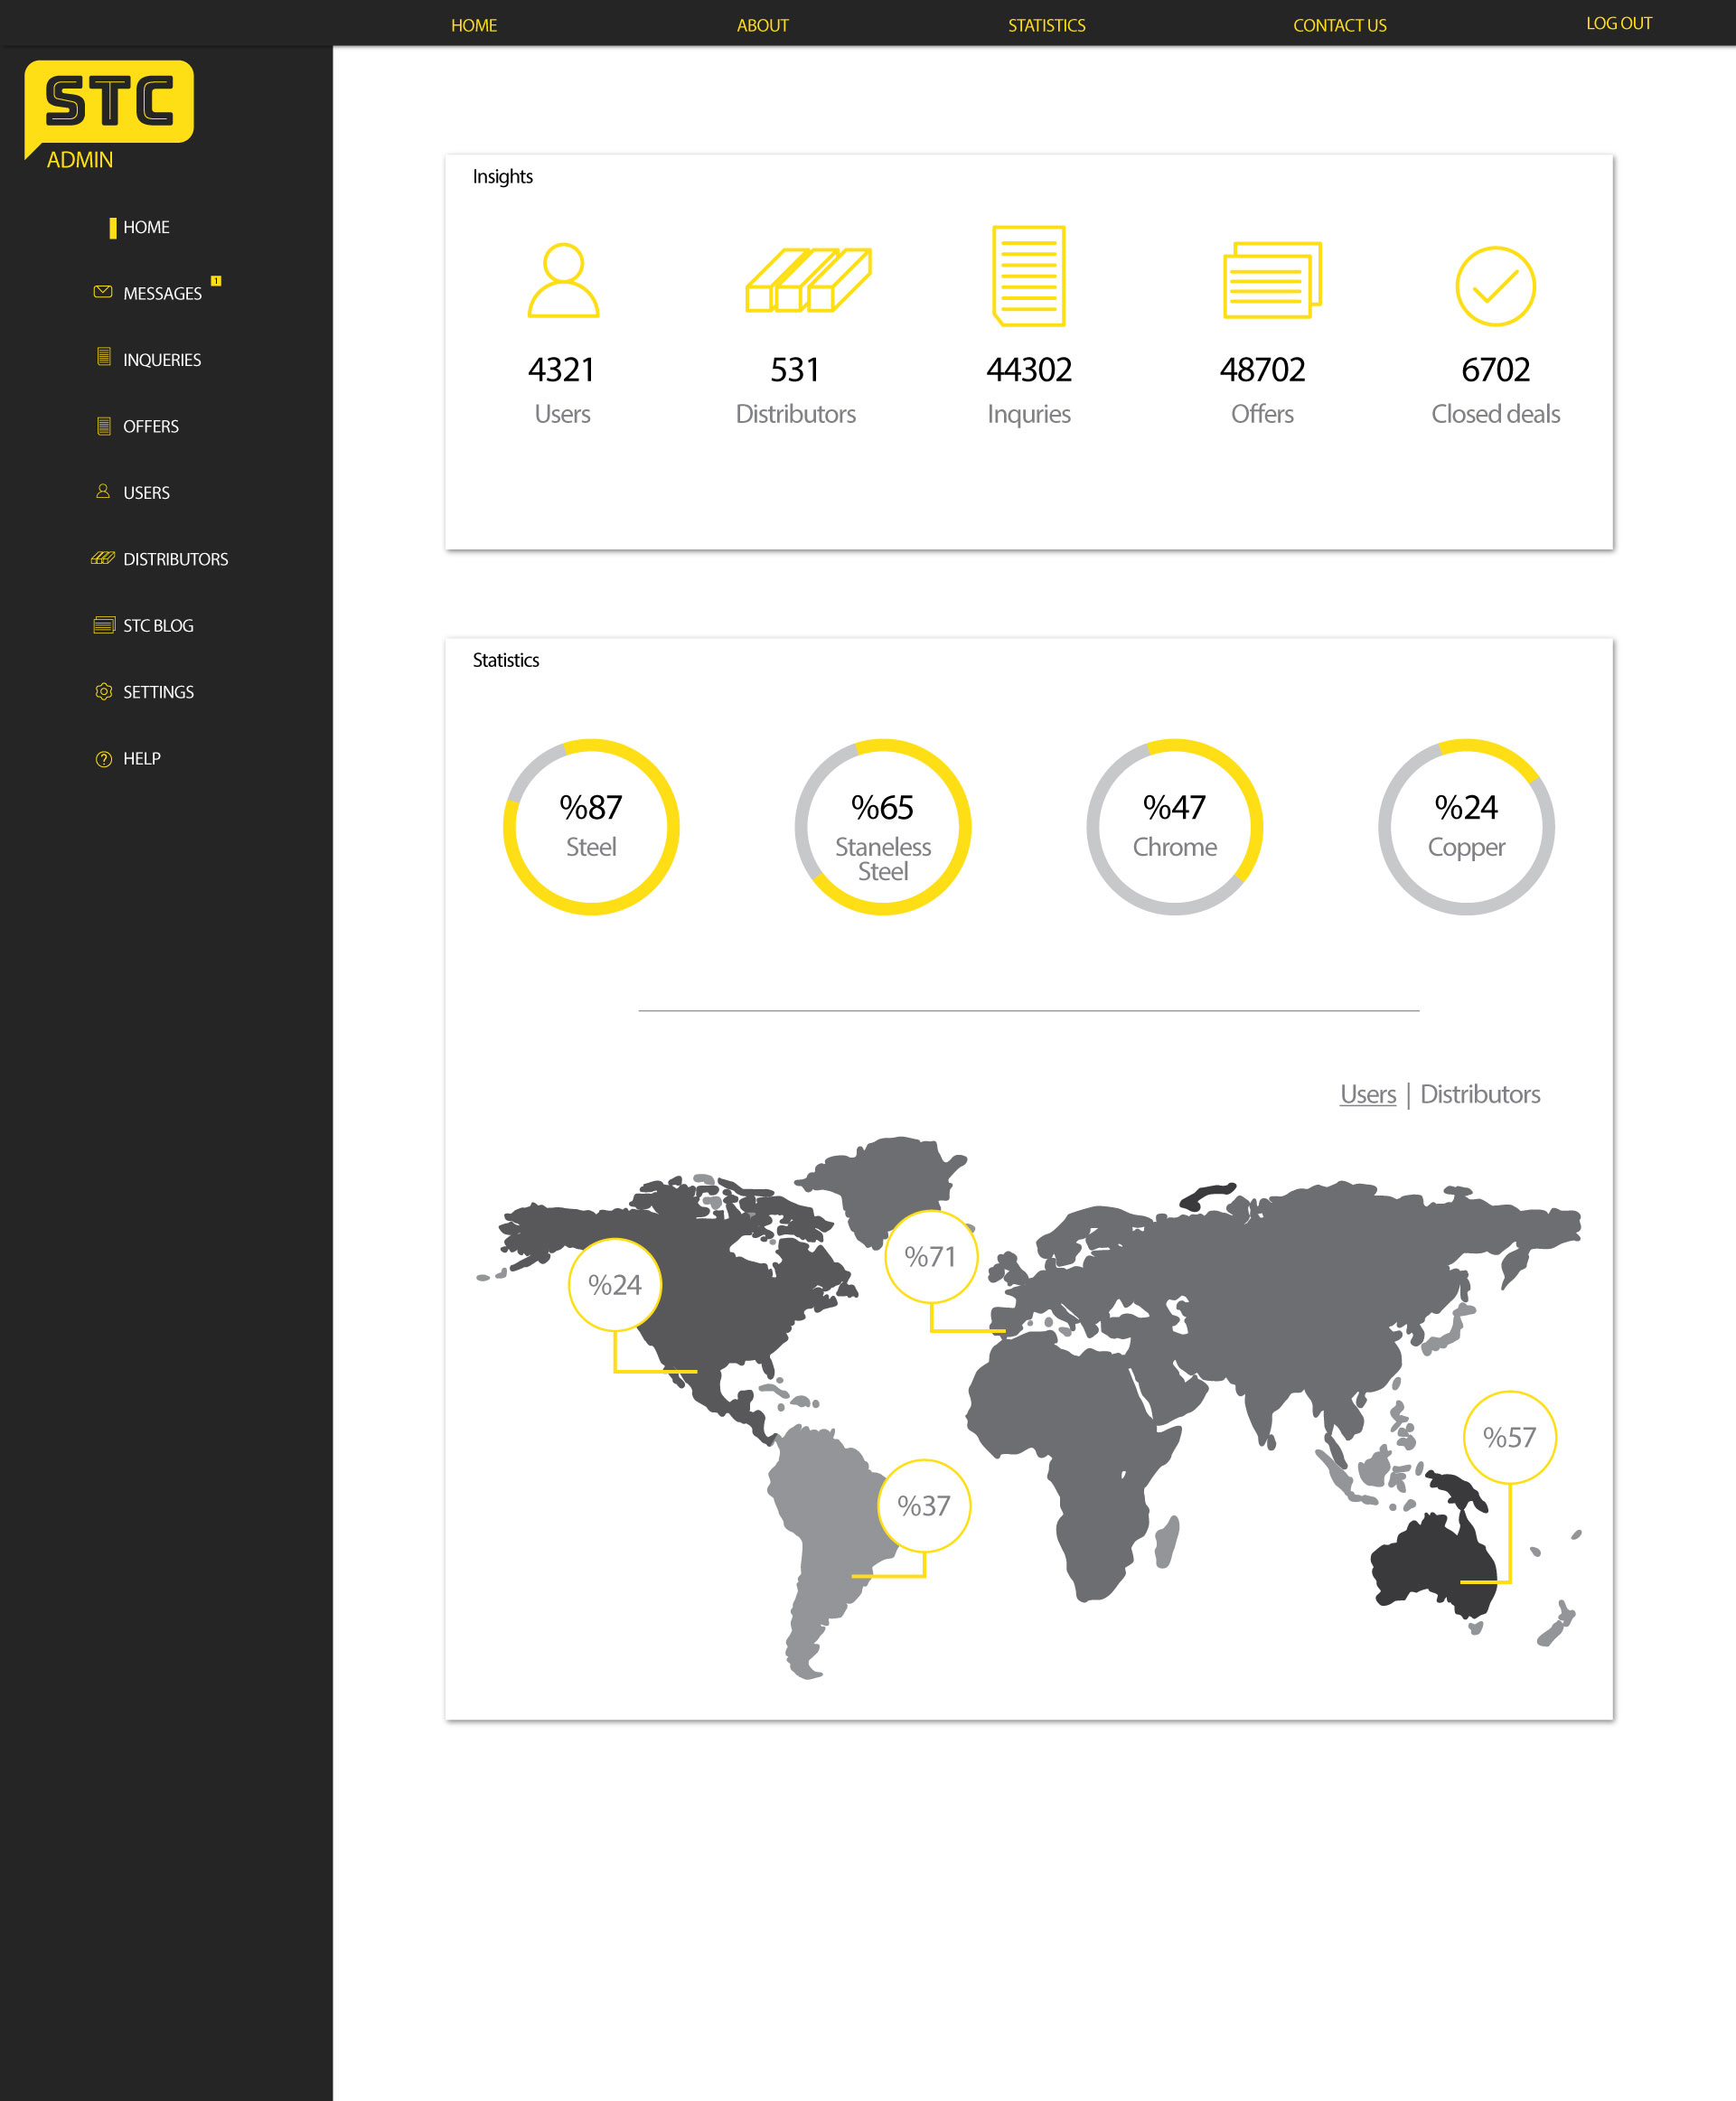 HOME
ABOUT
STATISTICS
CONTACT US
LOG OUT
STC
ADMIN
HOME
MESSAGES
1
INQUERIES
OFFERS
USERS
DISTRIBUTORS
STC BLOG
SETTINGS
? HELP
Insights
4321
Users
531
Distributors
44302
Inquries
48702
Offers
6702
Closed deals
Statistics
%87
Steel
%65
Staneless
Steel
%47
Chrome
%24
Copper
Users | Distributors
%24
%71
%37
%57